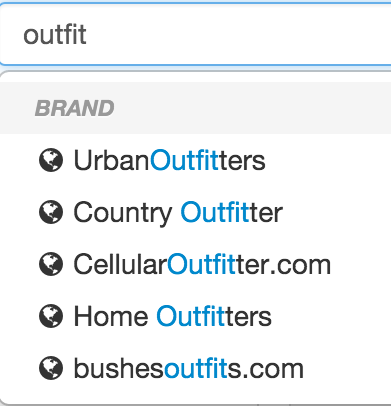 outfit
BRAND
UrbanOutfitters
Country Outfitter
CellularOutfitter.com
Home Outfitters
bushesoutfits.com